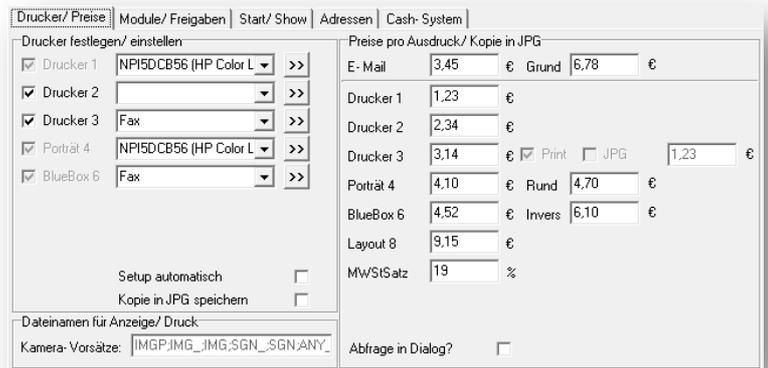 Drucker/ Preise Module/ Freigaben Start/ Show Adressen Cash- System
Drucker festlegen/ einstellen
Drucker 1 NPI5DCB56 (HP Color L >>
Drucker 2 >>
Drucker 3 Fax >>
Porträt 4 NPI5DCB56 (HP Color L >>
BlueBox 6 Fax >>
Setup automatisch
Kopie in JPG speichern
Dateinamen für Anzeige/ Druck
Kamera- Vorsätze: IMGP;IMG_;IMG;SGN_;SGN;ANY_
Preise pro Ausdruck/ Kopie in JPG
E- Mail 3,45 € Grund 6,78 €
Drucker 1 1,23 €
Drucker 2 2,34 €
Drucker 3 3,14 € Print JPG 1,23 €
Porträt 4 4,10 € Rund 4,70 €
BlueBox 6 4,52 € Invers 6,10 €
Layout 8 9,15 €
MWStSatz 19 %
Abfrage in Dialog?